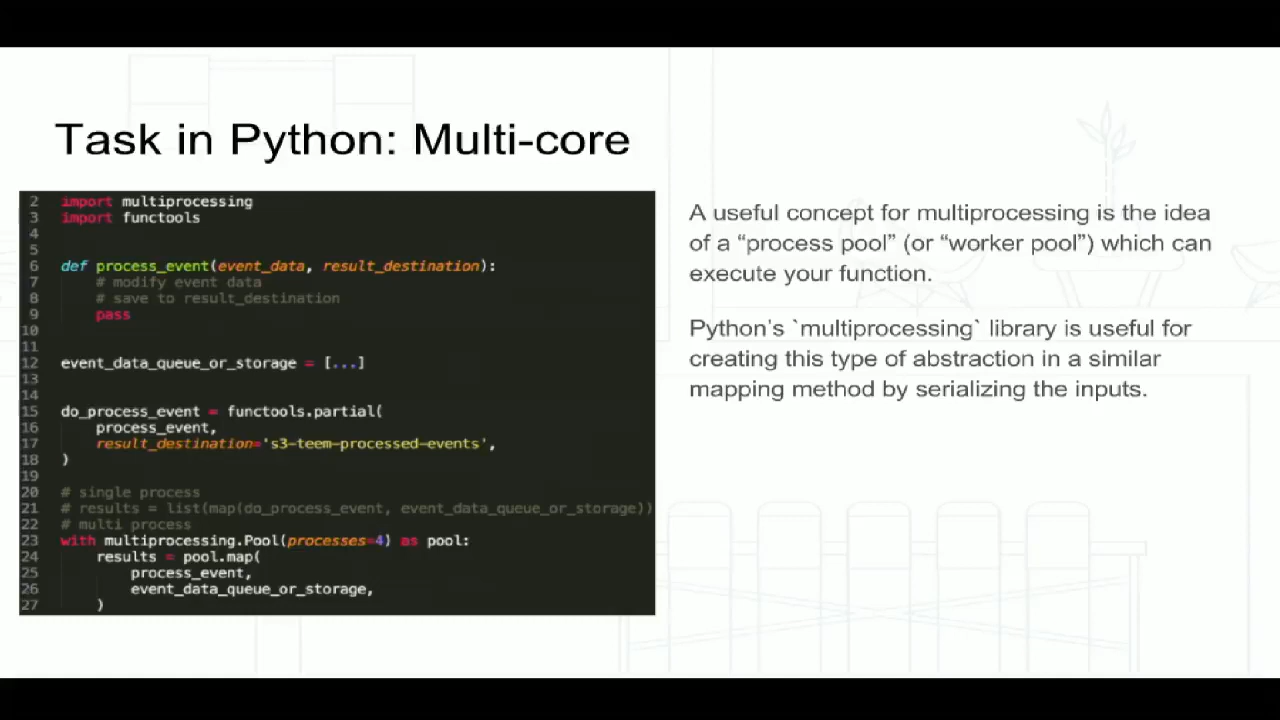 Task in Python: Multi-core
2 import multiprocessing
3 import functools
4
5
6 def process_event(event_data, result_destination):
7     # modify event data
8     # save to result_destination
9     pass
10
11
12 event_data_queue_or_storage = [...]
13
14
15 do_process_event = functools.partial(
16     process_event,
17     result_destination='s3-teem-processed-events',
18 )
19
20 # single process
21 # results = list(map(do_process_event, event_data_queue_or_storage))
22 # multi process
23 with multiprocessing.Pool(processes=4) as pool:
24     results = pool.map(
25         process_event,
26         event_data_queue_or_storage,
27     )
A useful concept for multiprocessing is the idea
of a “process pool” (or “worker pool”) which can
execute your function.
Python's `multiprocessing` library is useful for
creating this type of abstraction in a similar
mapping method by serializing the inputs.